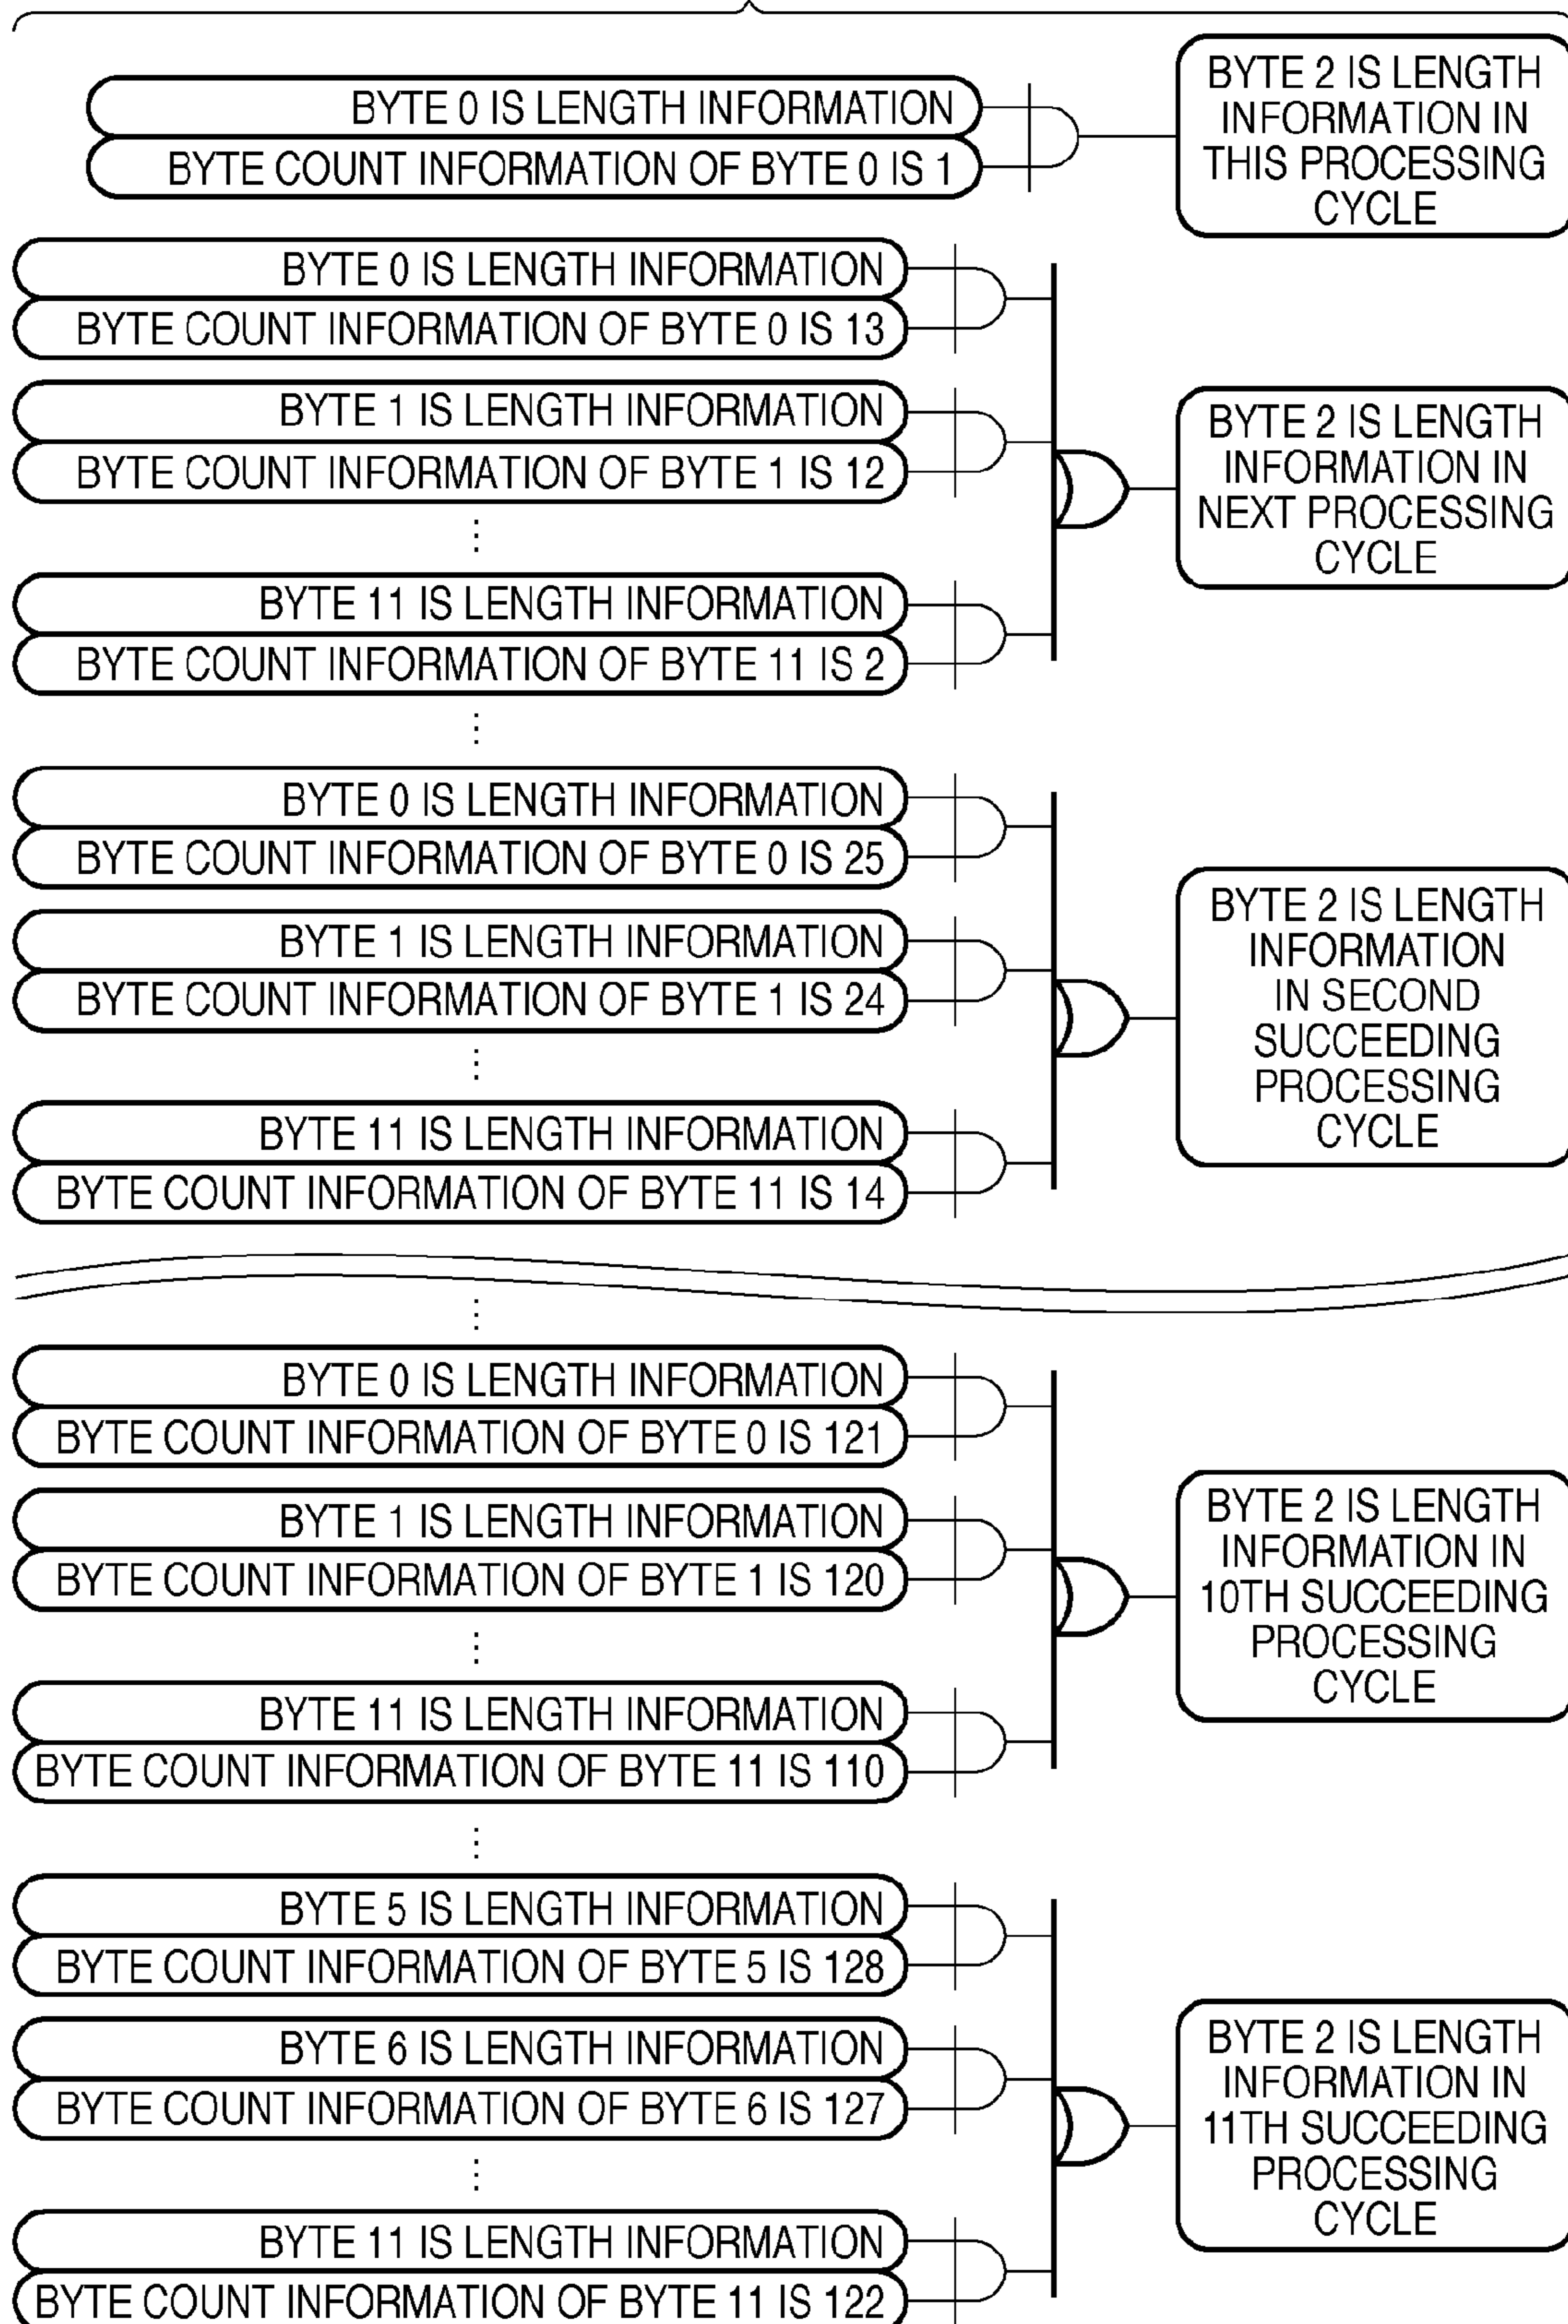 BYTE 0 IS LENGTH INFORMATION
BYTE COUNT INFORMATION OF BYTE 0 IS 1
BYTE 2 IS LENGTH
INFORMATION IN
THIS PROCESSING
CYCLE
BYTE 0 IS LENGTH INFORMATION
BYTE COUNT INFORMATION OF BYTE 0 IS 13
BYTE 1 IS LENGTH INFORMATION
BYTE COUNT INFORMATION OF BYTE 1 IS 12
BYTE 11 IS LENGTH INFORMATION
BYTE COUNT INFORMATION OF BYTE 11 IS 2
BYTE 2 IS LENGTH
INFORMATION IN
NEXT PROCESSING
CYCLE
BYTE 0 IS LENGTH INFORMATION
BYTE COUNT INFORMATION OF BYTE 0 IS 25
BYTE 1 IS LENGTH INFORMATION
BYTE COUNT INFORMATION OF BYTE 1 IS 24
BYTE 11 IS LENGTH INFORMATION
BYTE COUNT INFORMATION OF BYTE 11 IS 14
BYTE 2 IS LENGTH
INFORMATION
IN SECOND
SUCCEEDING
PROCESSING
CYCLE
BYTE 0 IS LENGTH INFORMATION
BYTE COUNT INFORMATION OF BYTE 0 IS 121
BYTE 1 IS LENGTH INFORMATION
BYTE COUNT INFORMATION OF BYTE 1 IS 120
BYTE 11 IS LENGTH INFORMATION
BYTE COUNT INFORMATION OF BYTE 11 IS 110
BYTE 2 IS LENGTH
INFORMATION IN
10TH SUCCEEDING
PROCESSING
CYCLE
BYTE 5 IS LENGTH INFORMATION
BYTE COUNT INFORMATION OF BYTE 5 IS 128
BYTE 6 IS LENGTH INFORMATION
BYTE COUNT INFORMATION OF BYTE 6 IS 127
BYTE 11 IS LENGTH INFORMATION
BYTE COUNT INFORMATION OF BYTE 11 IS 122
BYTE 2 IS LENGTH
INFORMATION IN
11TH SUCCEEDING
PROCESSING
CYCLE